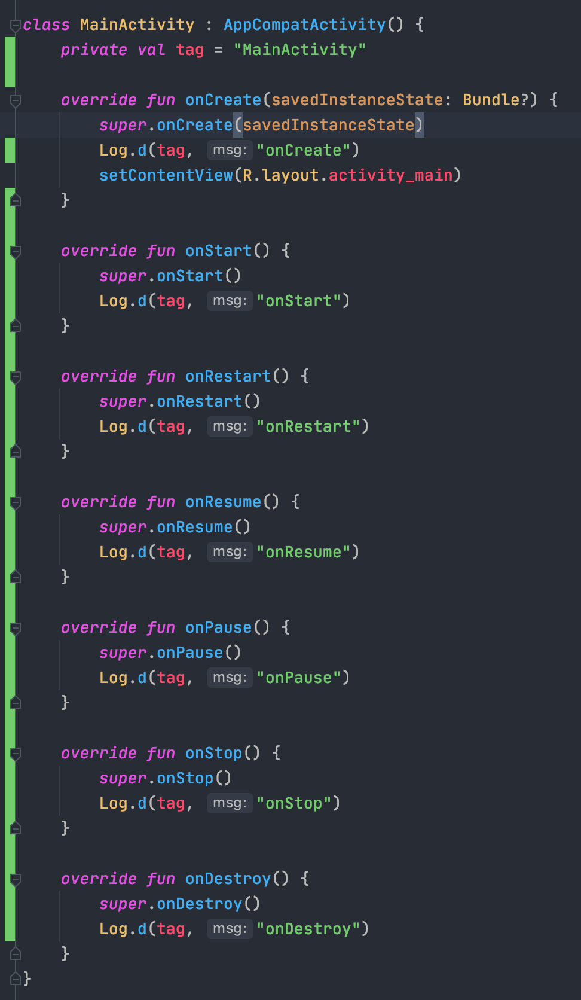 class MainActivity : AppCompatActivity() {
    private val tag = "MainActivity"

    override fun onCreate(savedInstanceState: Bundle?) {
        super.onCreate(savedInstanceState)
        Log.d(tag, msg: "onCreate")
        setContentView(R.layout.activity_main)
    }

    override fun onStart() {
        super.onStart()
        Log.d(tag, msg: "onStart")
    }

    override fun onRestart() {
        super.onRestart()
        Log.d(tag, msg: "onRestart")
    }

    override fun onResume() {
        super.onResume()
        Log.d(tag, msg: "onResume")
    }

    override fun onPause() {
        super.onPause()
        Log.d(tag, msg: "onPause")
    }

    override fun onStop() {
        super.onStop()
        Log.d(tag, msg: "onStop")
    }

    override fun onDestroy() {
        super.onDestroy()
        Log.d(tag, msg: "onDestroy")
    }
}